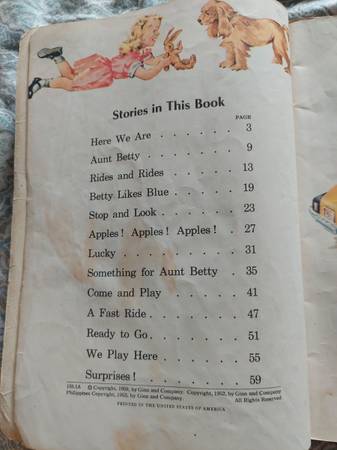 Stories in This Book
PAGE
Here We Are . . . . . . 3
Aunt Betty . . . . . . . 9
Rides and Rides . . . . . 13
Betty Likes Blue . . . . . 19
Stop and Look . . . . . 23
Apples! Apples! Apples! . 27
Lucky . . . . . . . . 31
Something for Aunt Betty . 35
Come and Play . . . . . 41
A Fast Ride . . . . . . 47
Ready to Go . . . . . . 51
We Play Here . . . . . 55
Surprises! . . . . . . 59
© Copyright, 1959, by Ginn and Company Copyright, 1953, by Ginn and Company
Philippines Copyright, 1953, by Ginn and Company All Rights Reserved
PRINTED IN THE UNITED STATES OF AMERICA